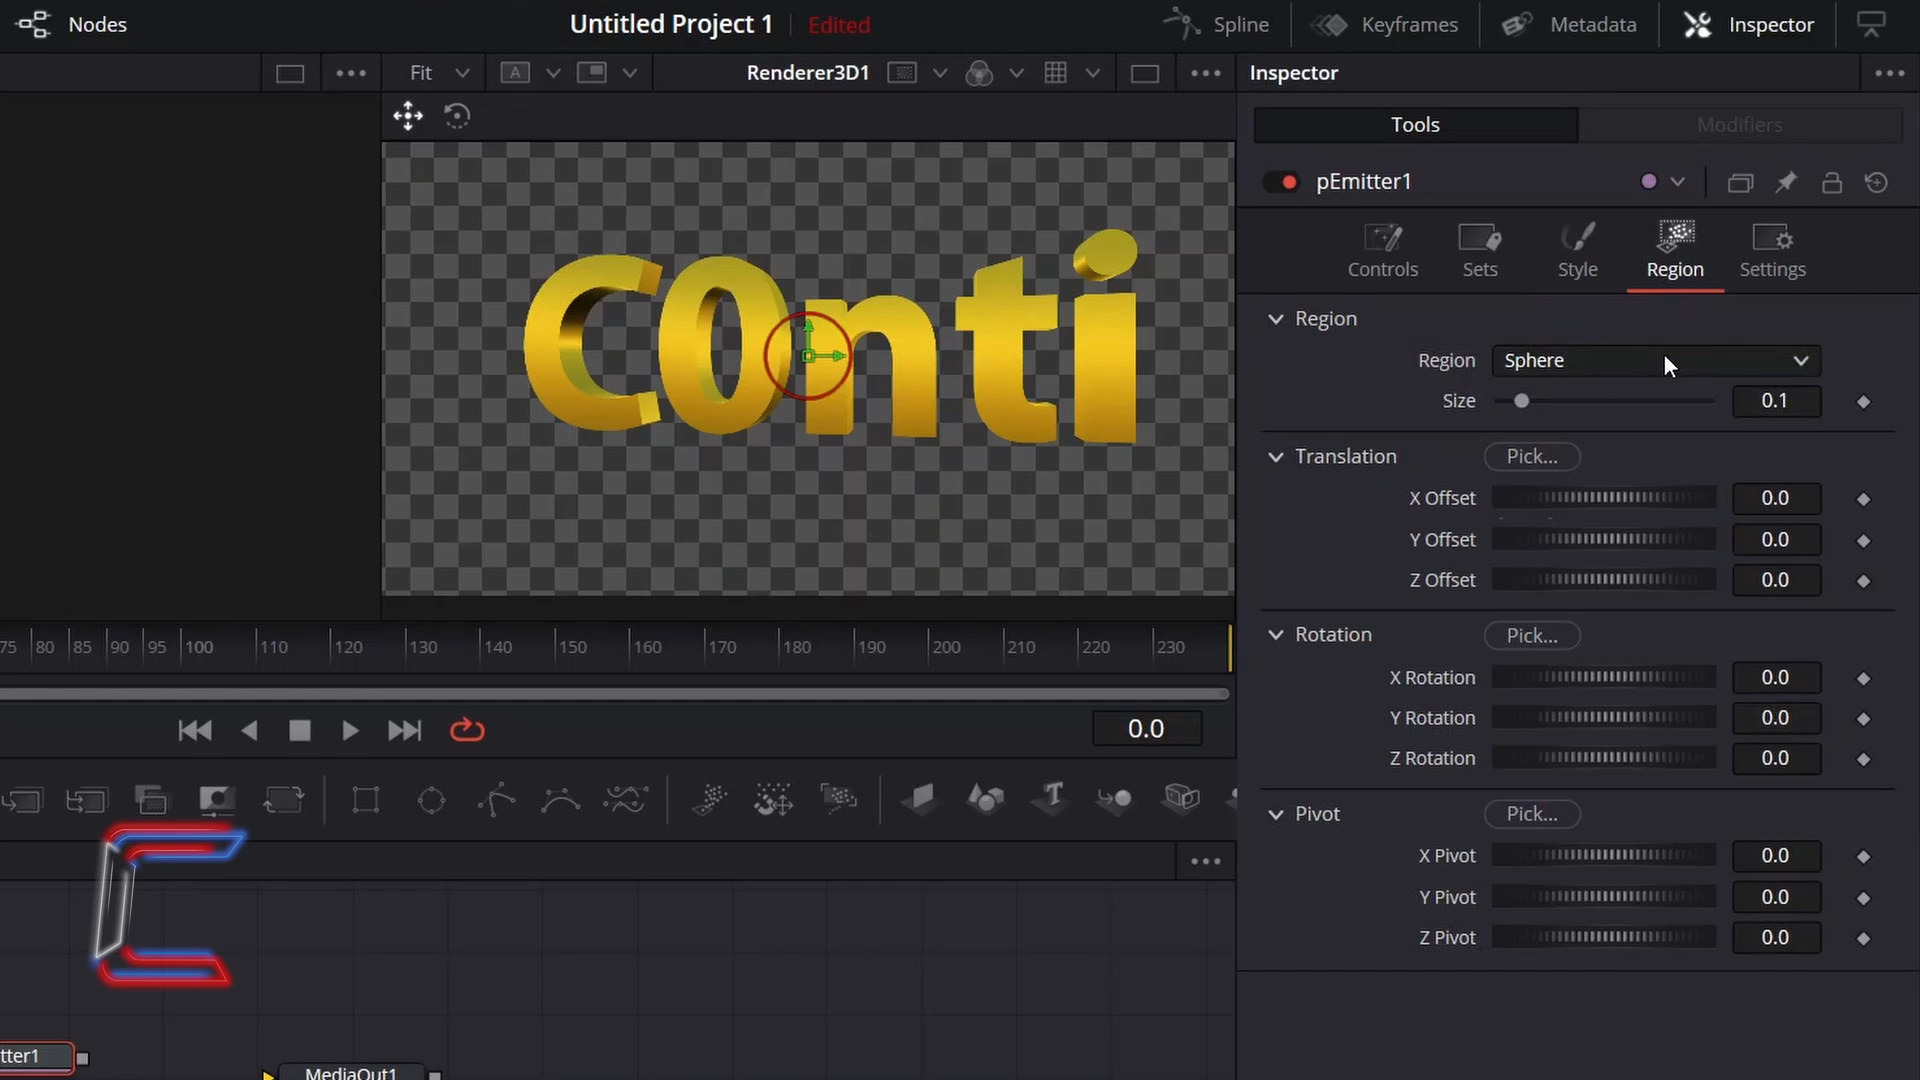 Nodes
Untitled Project 1
Edited
Spline
Keyframes
Metadata
Inspector
Fit
A
Renderer3D1
Inspector
Tools
Modifiers
pEmitter1
Controls
Sets
Style
Region
Settings
C0nti
Region
Region
Sphere
Size
0.1
Translation
Pick...
X Offset
0.0
Y Offset
0.0
Z Offset
0.0
Rotation
Pick...
X Rotation
0.0
Y Rotation
0.0
Z Rotation
0.0
Pivot
Pick...
X Pivot
0.0
Y Pivot
0.0
Z Pivot
0.0
75 80 85 90 95 100 110 120 130 140 150 160 170 180 190 200 210 220 230
0.0
T
C
tter1
MediaOut1